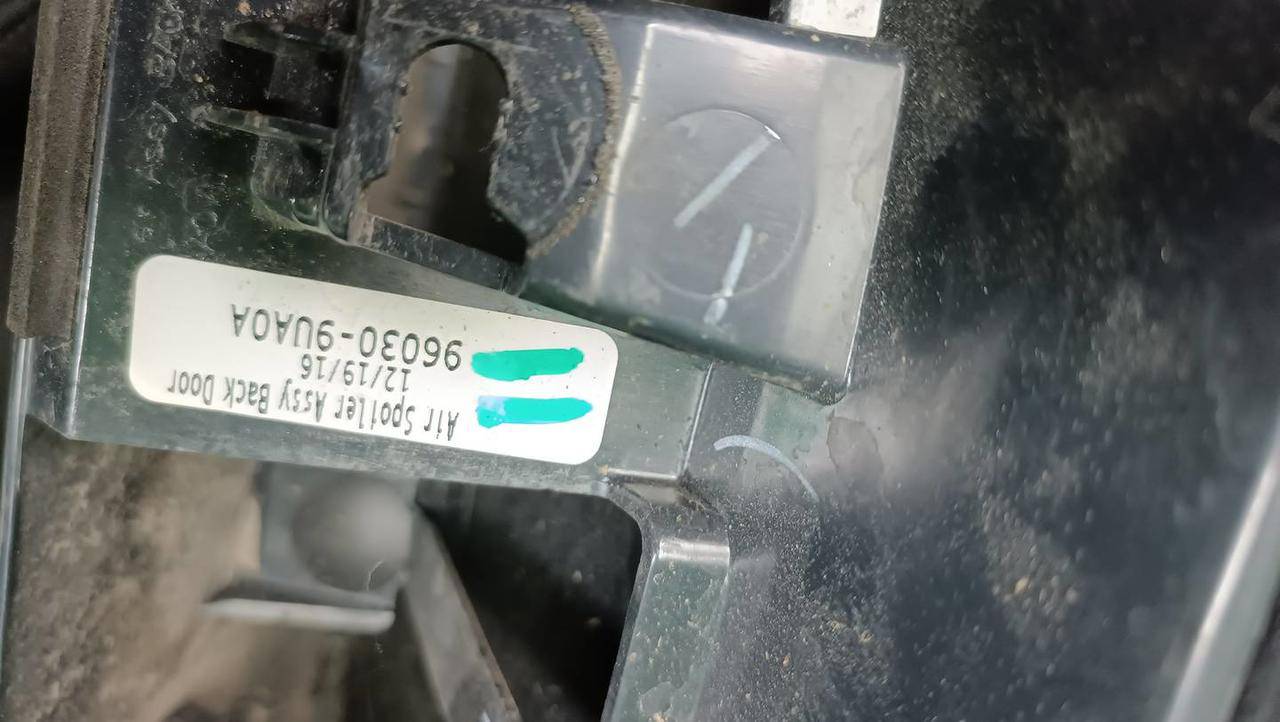 Air Spoiler Assy Back Door
12/19/16
96030-9UA0A